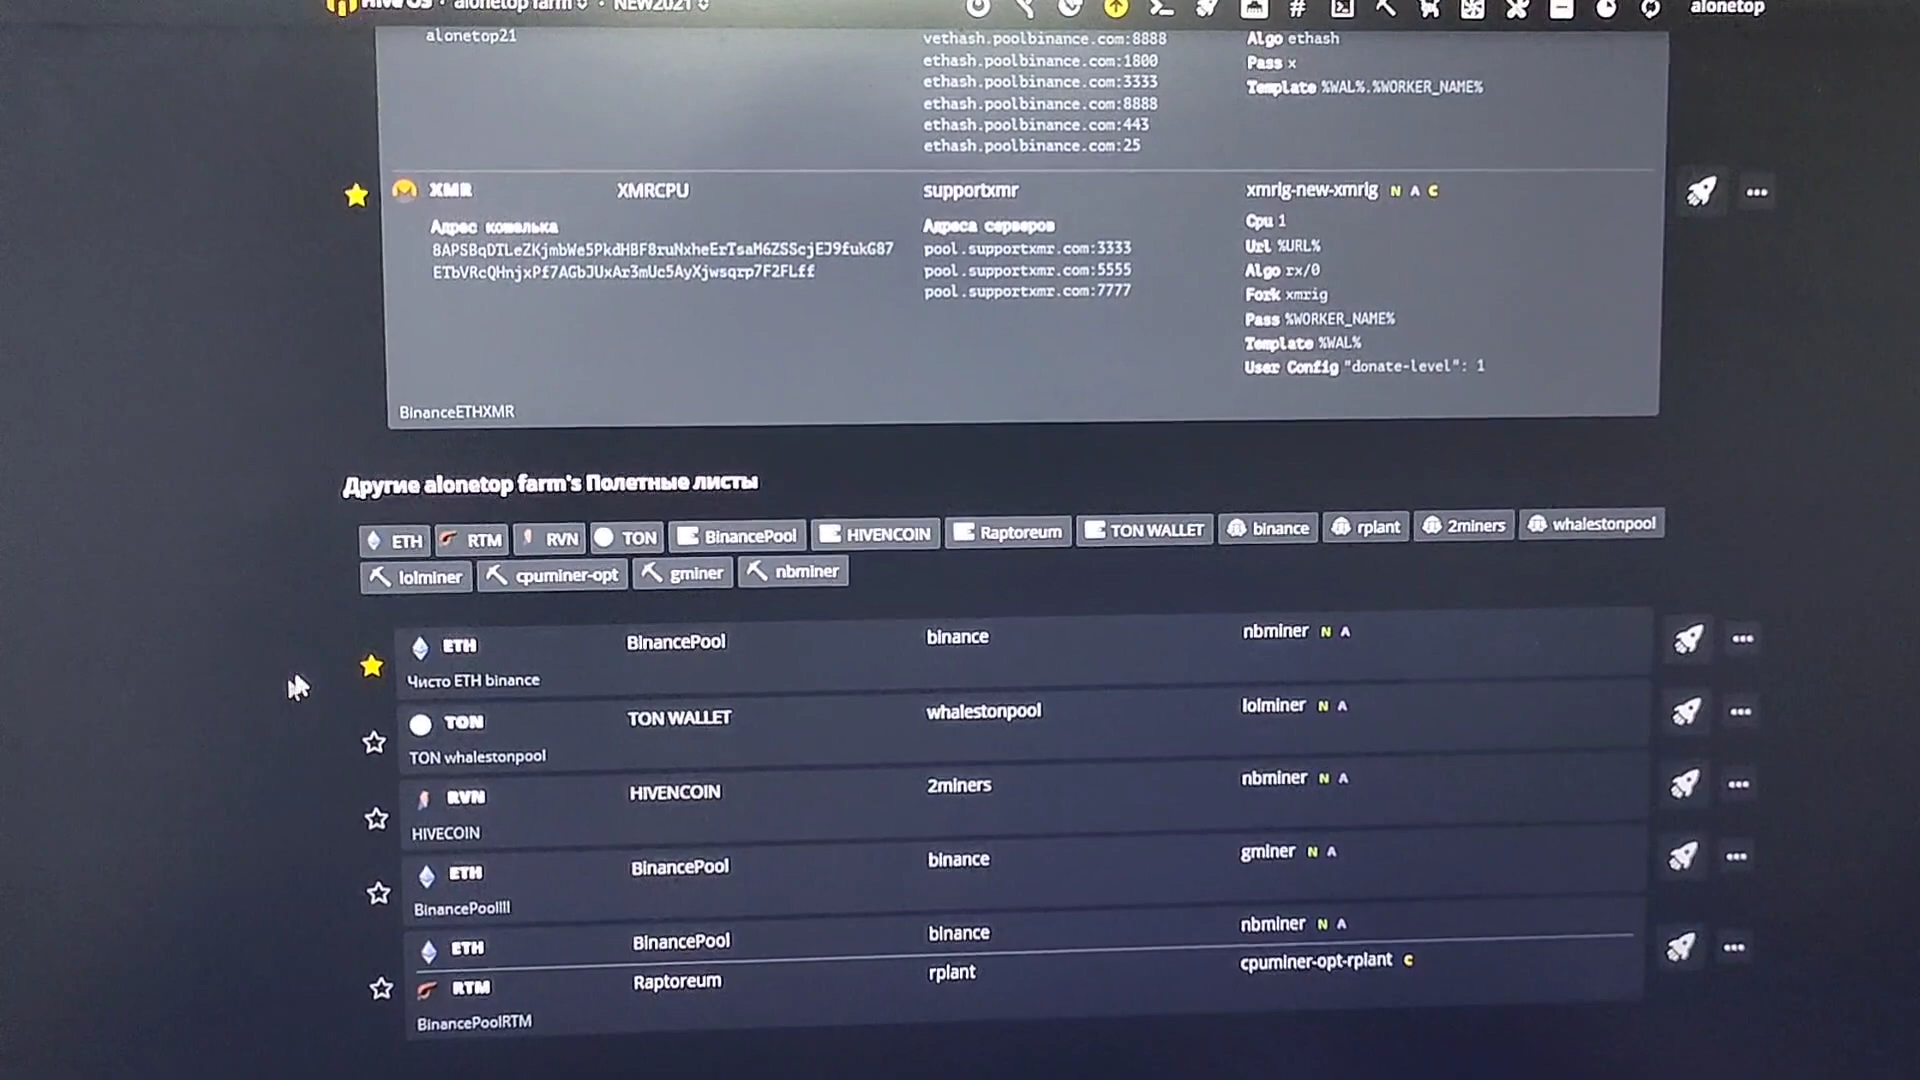 Hive OS · alonetop farm · NEW2021
alonetop
alonetop21
vethash.poolbinance.com:8888
ethash.poolbinance.com:1800
ethash.poolbinance.com:3333
ethash.poolbinance.com:8888
ethash.poolbinance.com:443
ethash.poolbinance.com:25
Algo ethash
Pass x
Template %WAL%.%WORKER_NAME%
XMR XMRCPU supportxmr xmrig-new-xmrig N A C
Адрес кошелька
8APSBqDTLeZKjmbWe5PkdHBF8ruNxheErTsaM6ZSScjEJ9fukG87
ETbVRcQHnjxPf7AGbJUxAr3mUc5AyXjwsqrp7F2FLff
Адреса серверов
pool.supportxmr.com:3333
pool.supportxmr.com:5555
pool.supportxmr.com:7777
Cpu 1
Url %URL%
Algo rx/0
Fork xmrig
Pass %WORKER_NAME%
Template %WAL%
User Config "donate-level": 1
BinanceETHXMR
Другие alonetop farm's Полетные листы
ETH RTM RVN TON BinancePool HIVENCOIN Raptoreum TON WALLET binance rplant 2miners whalestonpool
lolminer cpuminer-opt gminer nbminer
ETH BinancePool binance nbminer N A
Чисто ETH binance
TON TON WALLET whalestonpool lolminer N A
TON whalestonpool
RVN HIVENCOIN 2miners nbminer N A
HIVECOIN
ETH BinancePool binance gminer N A
BinancePoollll
ETH BinancePool binance nbminer N A
RTM Raptoreum rplant cpuminer-opt-rplant C
BinancePoolRTM